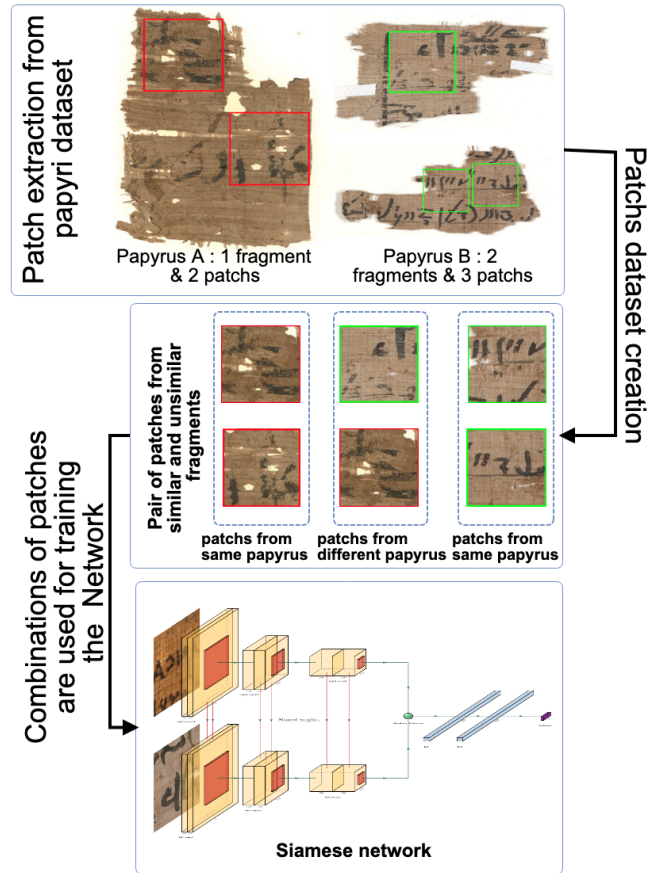 Patch extraction from
papyri dataset
Papyrus A : 1 fragment
& 2 patchs
Papyrus B : 2
fragments & 3 patchs
Patchs dataset creation
Pair of patches from
similar and unsimilar
fragments
patchs from
same papyrus
patchs from
different papyrus
patchs from
same papyrus
Combinations of patches
are used for training
the Network
Shared weights
Siamese network